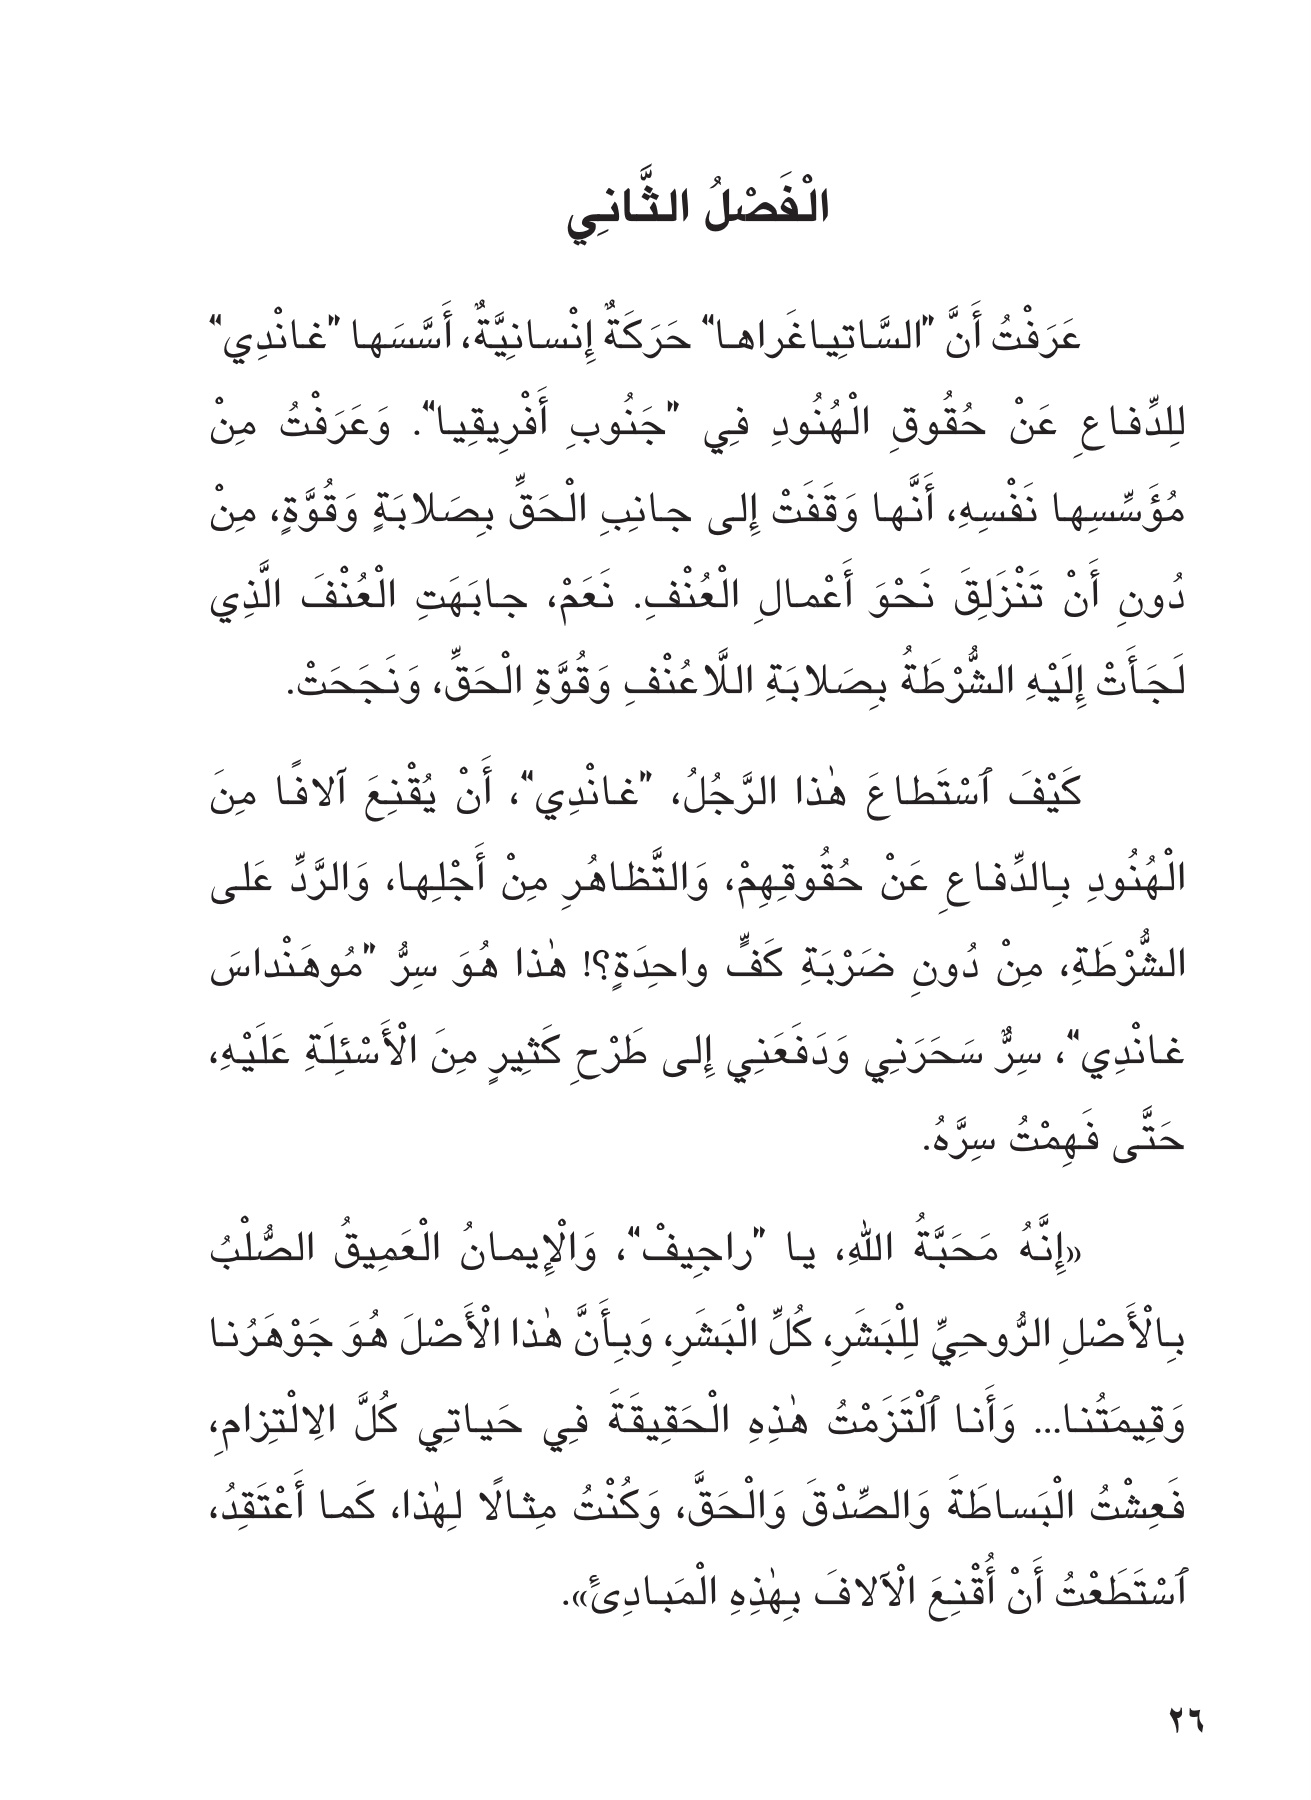 الْفَصْلُ الثَّانِي
عَرَفْتُ أَنَّ "السَّاتِياغَراها" حَرَكَةٌ إِنْسانِيَّةٌ، أَسَّسَها "غانْدِي"
لِلدِّفاعِ عَنْ حُقُوقِ الْهُنُودِ فِي "جَنُوبِ أَفْرِيقِيا". وَعَرَفْتُ مِنْ
مُؤَسِّسِها نَفْسِهِ، أَنَّها وَقَفَتْ إِلى جانِبِ الْحَقِّ بِصَلابَةٍ وَقُوَّةٍ، مِنْ
دُونِ أَنْ تَنْزَلِقَ نَحْوَ أَعْمالِ الْعُنْفِ. نَعَمْ، جابَهَتِ الْعُنْفَ الَّذِي
لَجَأَتْ إِلَيْهِ الشُّرْطَةُ بِصَلابَةِ اللَّاعُنْفِ وَقُوَّةِ الْحَقِّ، وَنَجَحَتْ.
كَيْفَ ٱسْتَطاعَ هٰذا الرَّجُلُ، "غانْدِي"، أَنْ يُقْنِعَ آلافًا مِنَ
الْهُنُودِ بِالدِّفاعِ عَنْ حُقُوقِهِمْ، وَالتَّظاهُرِ مِنْ أَجْلِها، وَالرَّدِّ عَلى
الشُّرْطَةِ، مِنْ دُونِ ضَرْبَةِ كَفٍّ واحِدَةٍ؟! هٰذا هُوَ سِرُّ "مُوهَنْداسَ
غانْدِي"، سِرٌّ سَحَرَنِي وَدَفَعَنِي إِلى طَرْحِ كَثِيرٍ مِنَ الْأَسْئِلَةِ عَلَيْهِ،
حَتَّى فَهِمْتُ سِرَّهُ.
«إِنَّهُ مَحَبَّةُ اللهِ، يا "راجِيفْ"، وَالْإِيمانُ الْعَمِيقُ الصُّلْبُ
بِالْأَصْلِ الرُّوحِيِّ لِلْبَشَرِ، كُلِّ الْبَشَرِ، وَبِأَنَّ هٰذا الْأَصْلَ هُوَ جَوْهَرُنا
وَقِيمَتُنا... وَأَنا ٱلْتَزَمْتُ هٰذِهِ الْحَقِيقَةَ فِي حَياتِي كُلَّ الِالْتِزامِ،
فَعِشْتُ الْبَساطَةَ وَالصِّدْقَ وَالْحَقَّ، وَكُنْتُ مِثالًا لِهٰذا، كَما أَعْتَقِدُ،
ٱسْتَطَعْتُ أَنْ أُقْنِعَ الْآلافَ بِهٰذِهِ الْمَبادِئَ».
٢٦